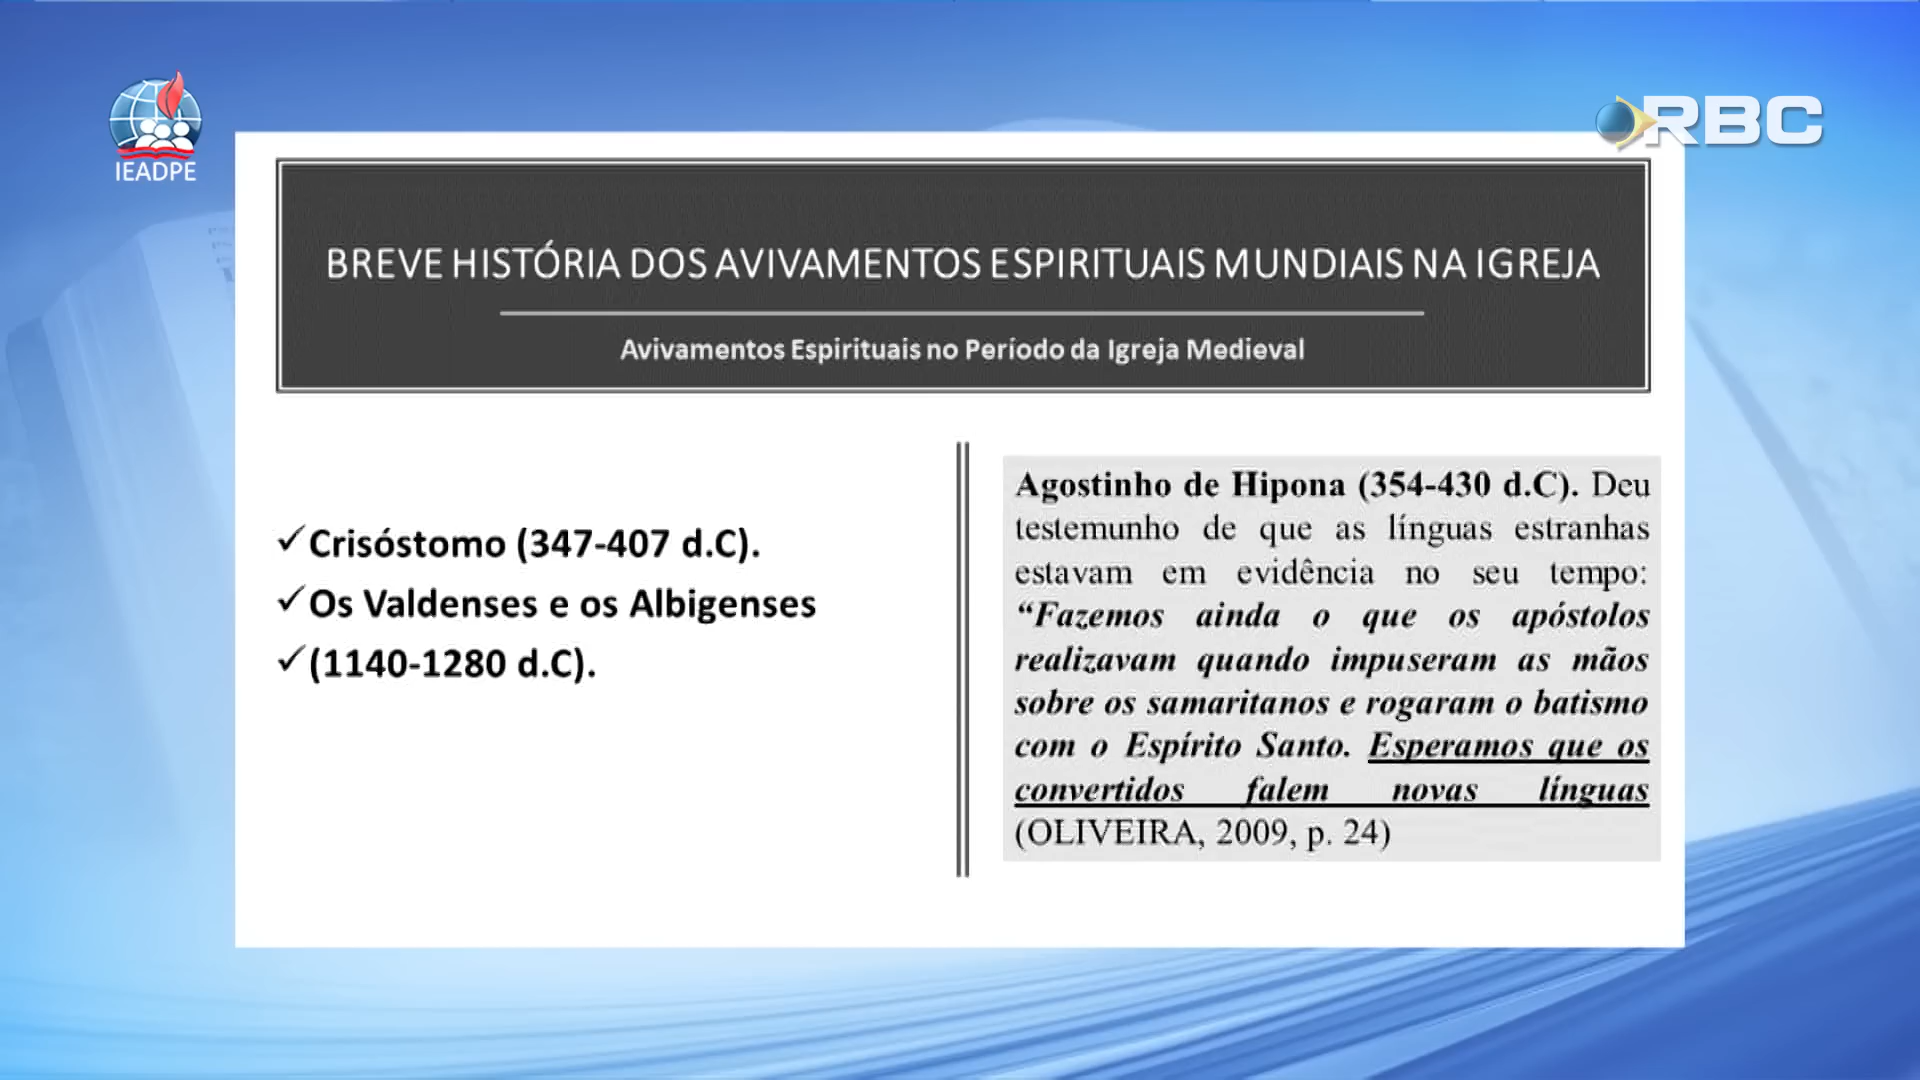 IEADPE
RBC
BREVE HISTÓRIA DOS AVIVAMENTOS ESPIRITUAIS MUNDIAIS NA IGREJA
Avivamentos Espirituais no Período da Igreja Medieval
✓Crisóstomo (347-407 d.C).
✓Os Valdenses e os Albigenses
✓(1140-1280 d.C).
Agostinho de Hipona (354-430 d.C). Deu
testemunho de que as línguas estranhas
estavam em evidência no seu tempo:
“Fazemos ainda o que os apóstolos
realizavam quando impuseram as mãos
sobre os samaritanos e rogaram o batismo
com o Espírito Santo. Esperamos que os
convertidos falem novas línguas
(OLIVEIRA, 2009, p. 24)